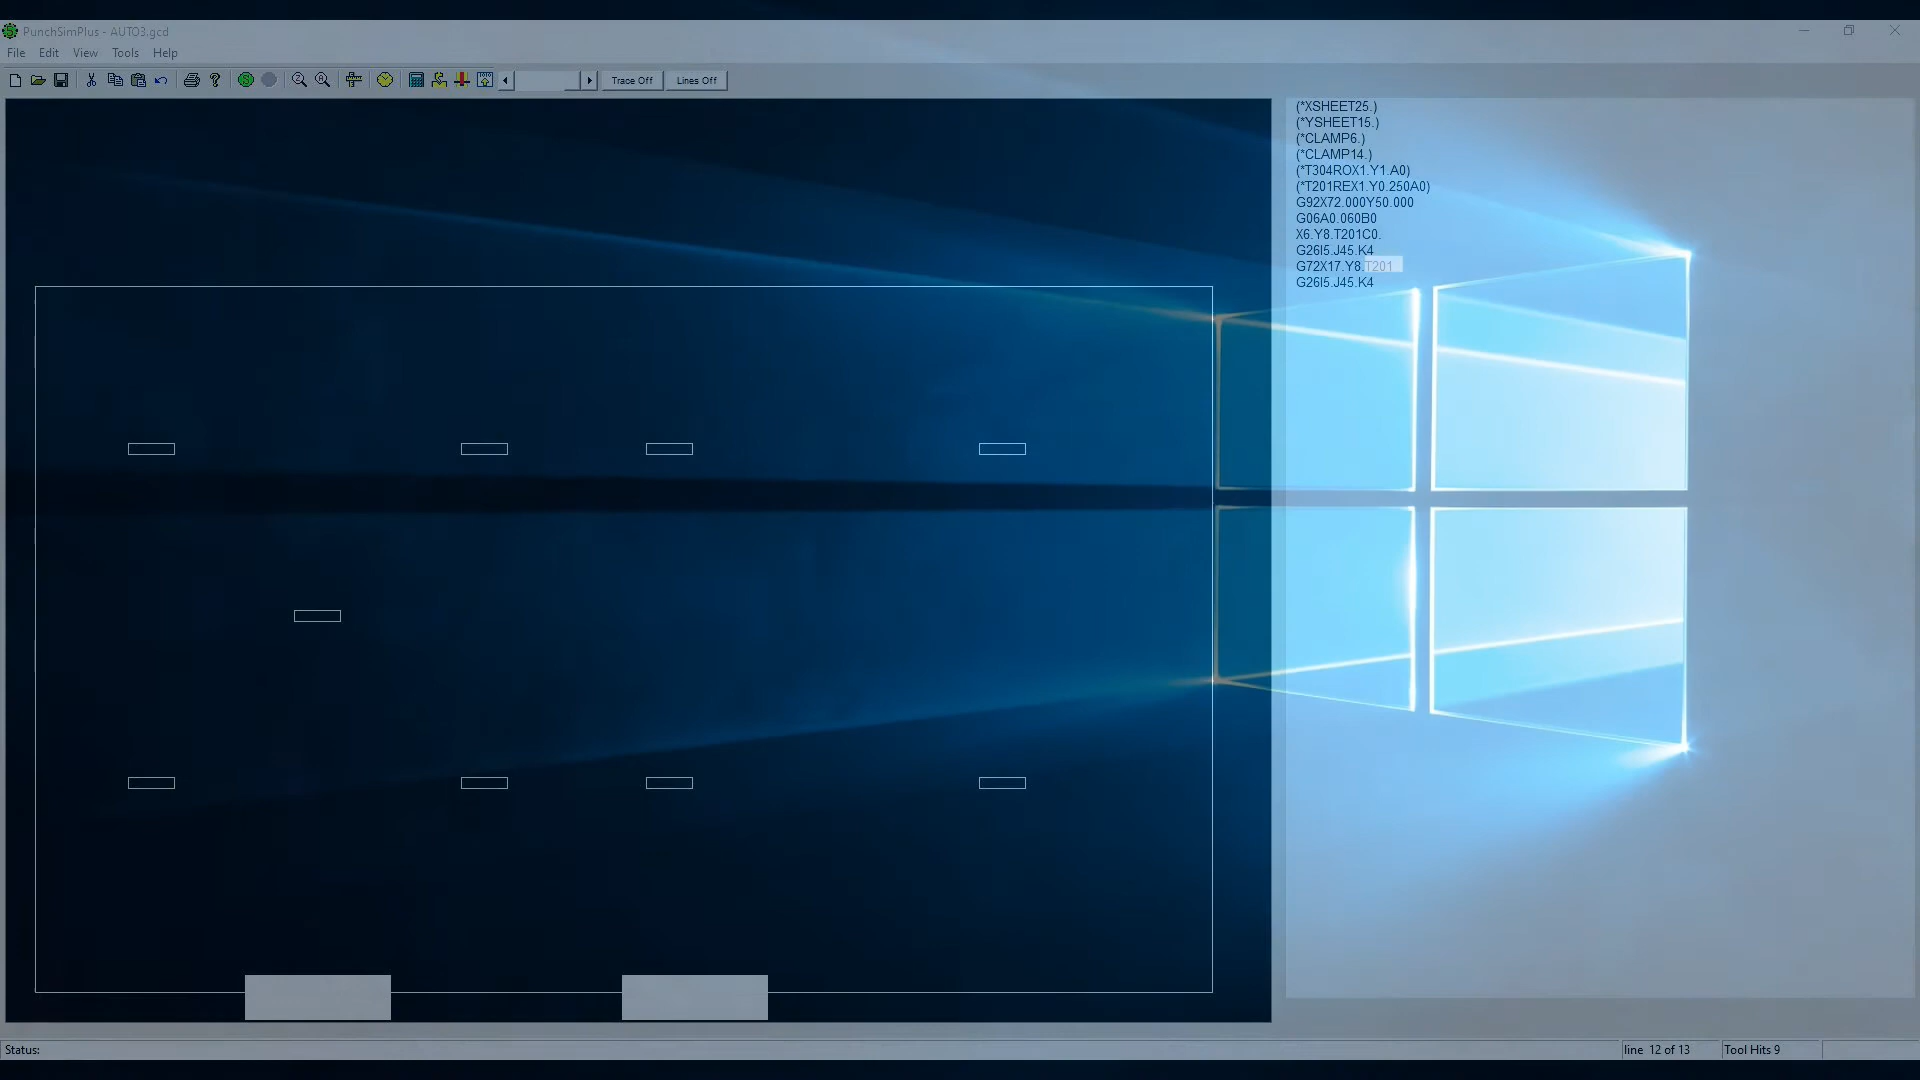 PunchSimPlus - AUTO3.gcd
File Edit View Tools Help
Trace Off Lines Off
(*XSHEET25.)
(*YSHEET15.)
(*CLAMP6.)
(*CLAMP14.)
(*T304ROX1.Y1.A0)
(*T201REX1.Y0.250A0)
G92X72.000Y50.000
G06A0.060B0
X6.Y8.T201C0.
G26I5.J45.K4
G72X17.Y8.T201
G26I5.J45.K4
Status:
line 12 of 13
Tool Hits 9